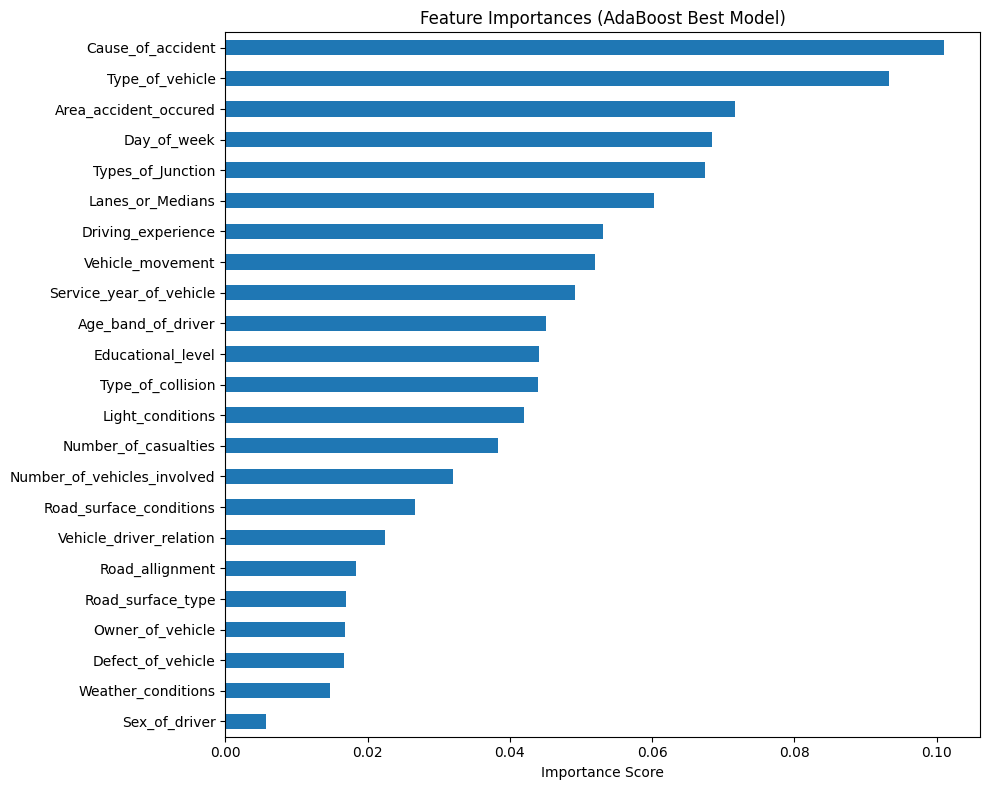 Feature Importances (AdaBoost Best Model)
Cause_of_accident
Type_of_vehicle
Area_accident_occured
Day_of_week
Types_of_Junction
Lanes_or_Medians
Driving_experience
Vehicle_movement
Service_year_of_vehicle
Age_band_of_driver
Educational_level
Type_of_collision
Light_conditions
Number_of_casualties
Number_of_vehicles_involved
Road_surface_conditions
Vehicle_driver_relation
Road_allignment
Road_surface_type
Owner_of_vehicle
Defect_of_vehicle
Weather_conditions
Sex_of_driver
0.00 0.02 0.04 0.06 0.08 0.10
Importance Score